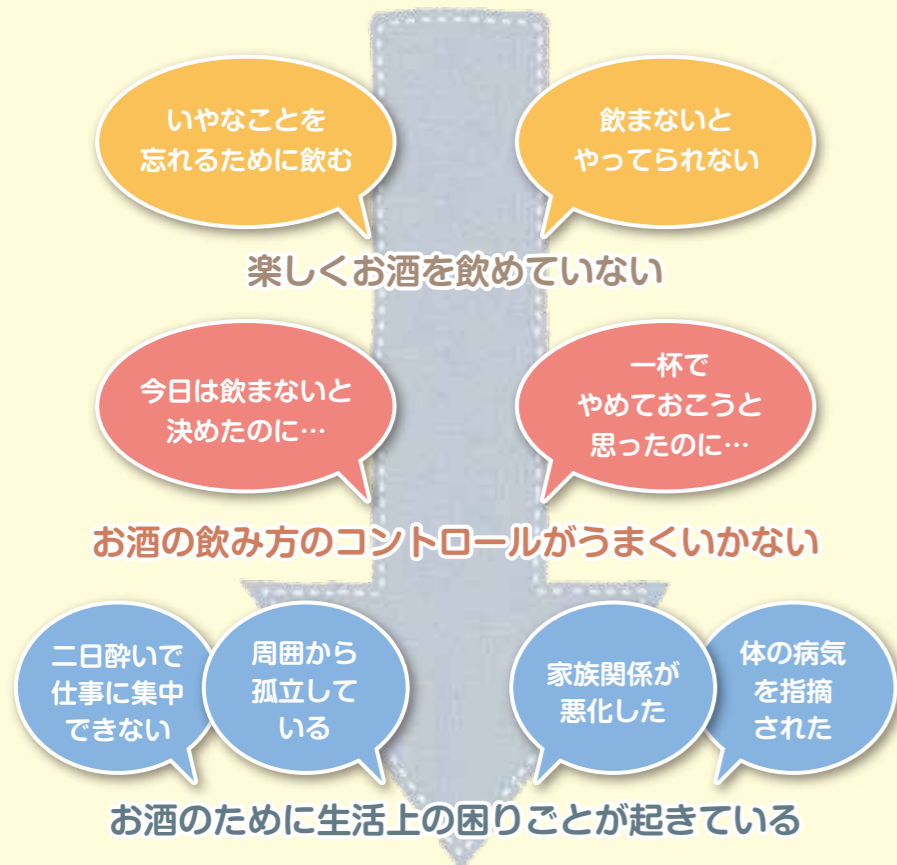 いやなことを
忘れるために飲む
飲まないと
やってられない
楽しくお酒を飲めていない
今日は飲まないと
決めたのに…
一杯で
やめておこうと
思ったのに…
お酒の飲み方のコントロールがうまくいかない
二日酔いで
仕事に集中
できない
周囲から
孤立して
いる
家族関係が
悪化した
体の病気
を指摘
された
お酒のために生活上の困りごとが起きている